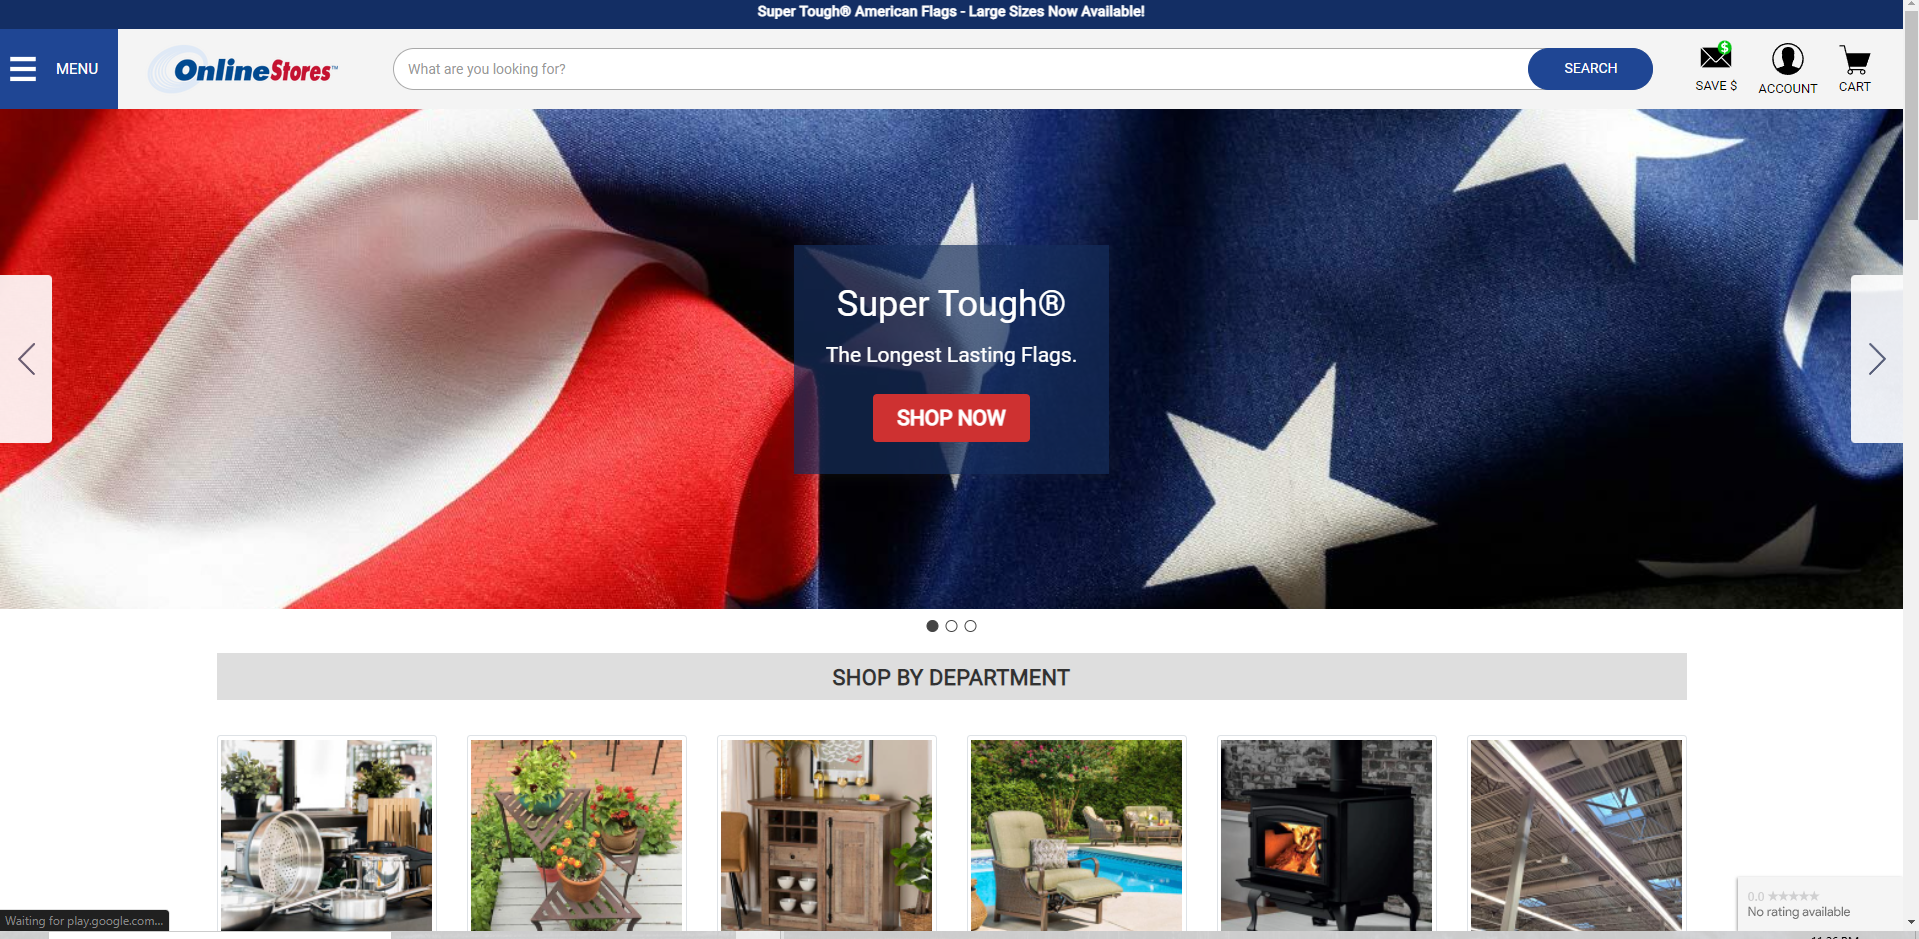 Super Tough® American Flags - Large Sizes Now Available!
MENU
OnlineStores™
What are you looking for?
SEARCH
SAVE $
ACCOUNT
CART
Super Tough®
The Longest Lasting Flags.
SHOP NOW
SHOP BY DEPARTMENT
0.0 ★★★★★
No rating available
Waiting for play.google.com...